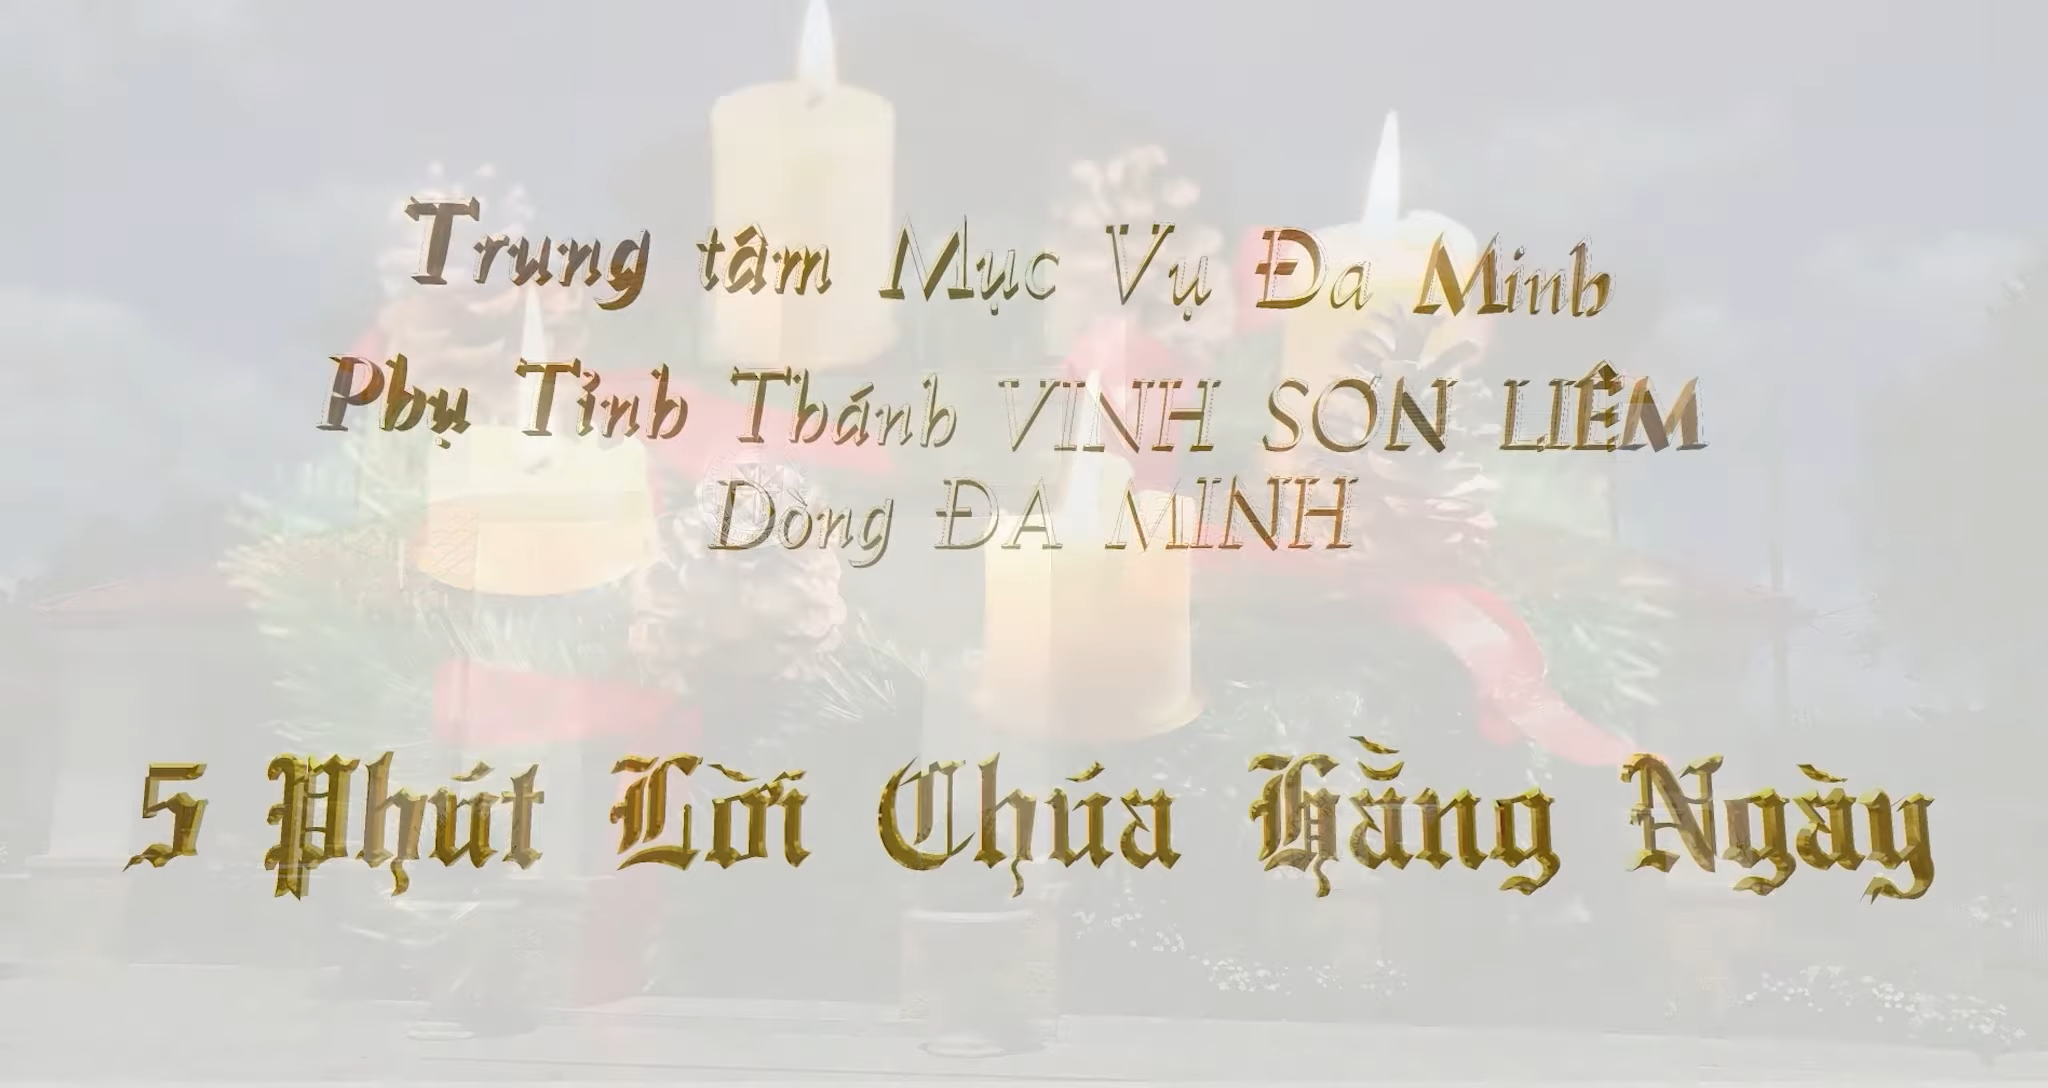 Trung tâm Mục Vụ Đa Minh
Phụ Tỉnh Thánh VINH SƠN LIÊM
Dòng ĐA MINH
5 Phút Lời Chúa Hằng Ngày